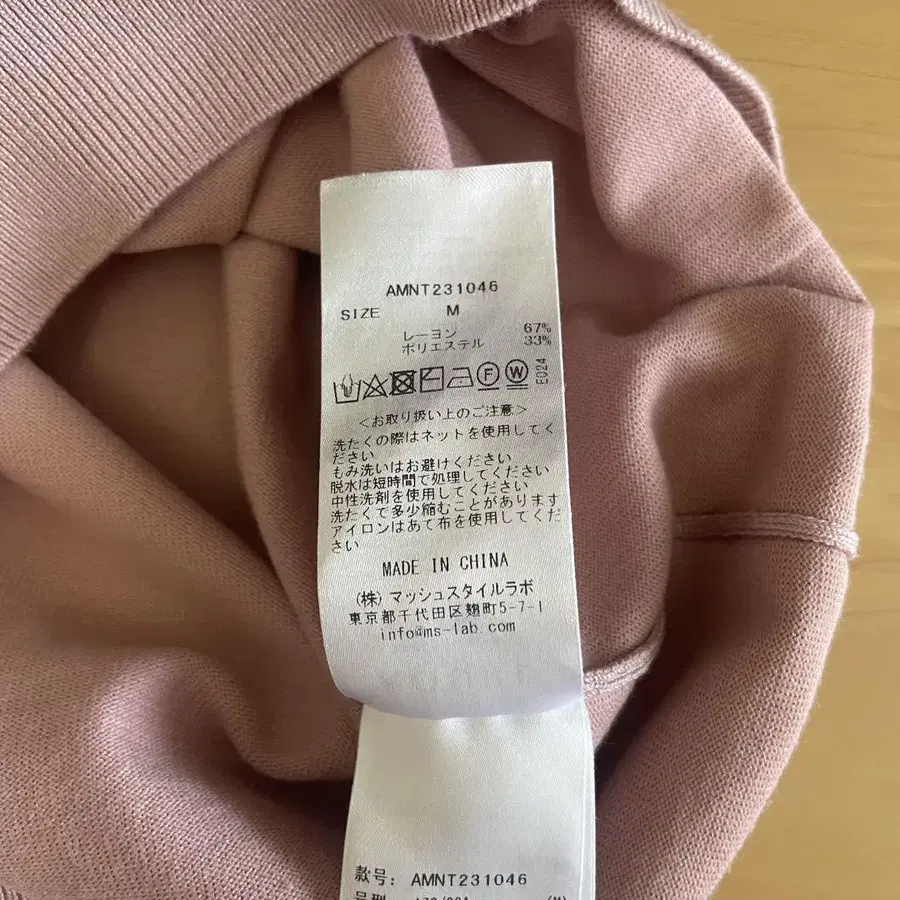 AMNT231046
SIZE M
レーヨン 67%
ポリエステル 33%
F W E024
<お取り扱い上のご注意>
洗たくの際はネットを使用してく
ださい
もみ洗いはお避けください
脱水は短時間で処理してください
中性洗剤を使用してください
洗たくで多少縮むことがあります
アイロンはあて布を使用してくだ
さい
MADE IN CHINA
(株) マッシュスタイルラボ
東京都千代田区麹町5-7-1
info@ms-lab.com
款号: AMNT231046